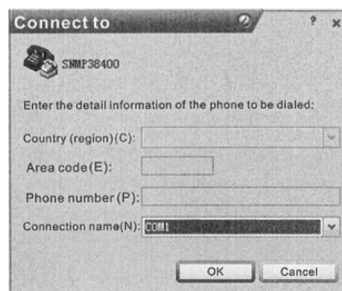 Connect to
? ×
SNMP38400
Enter the detail information of the phone to be dialed:
Country (region)(C):
Area code(E):
Phone number (P):
Connection name(N): COM1
OK Cancel